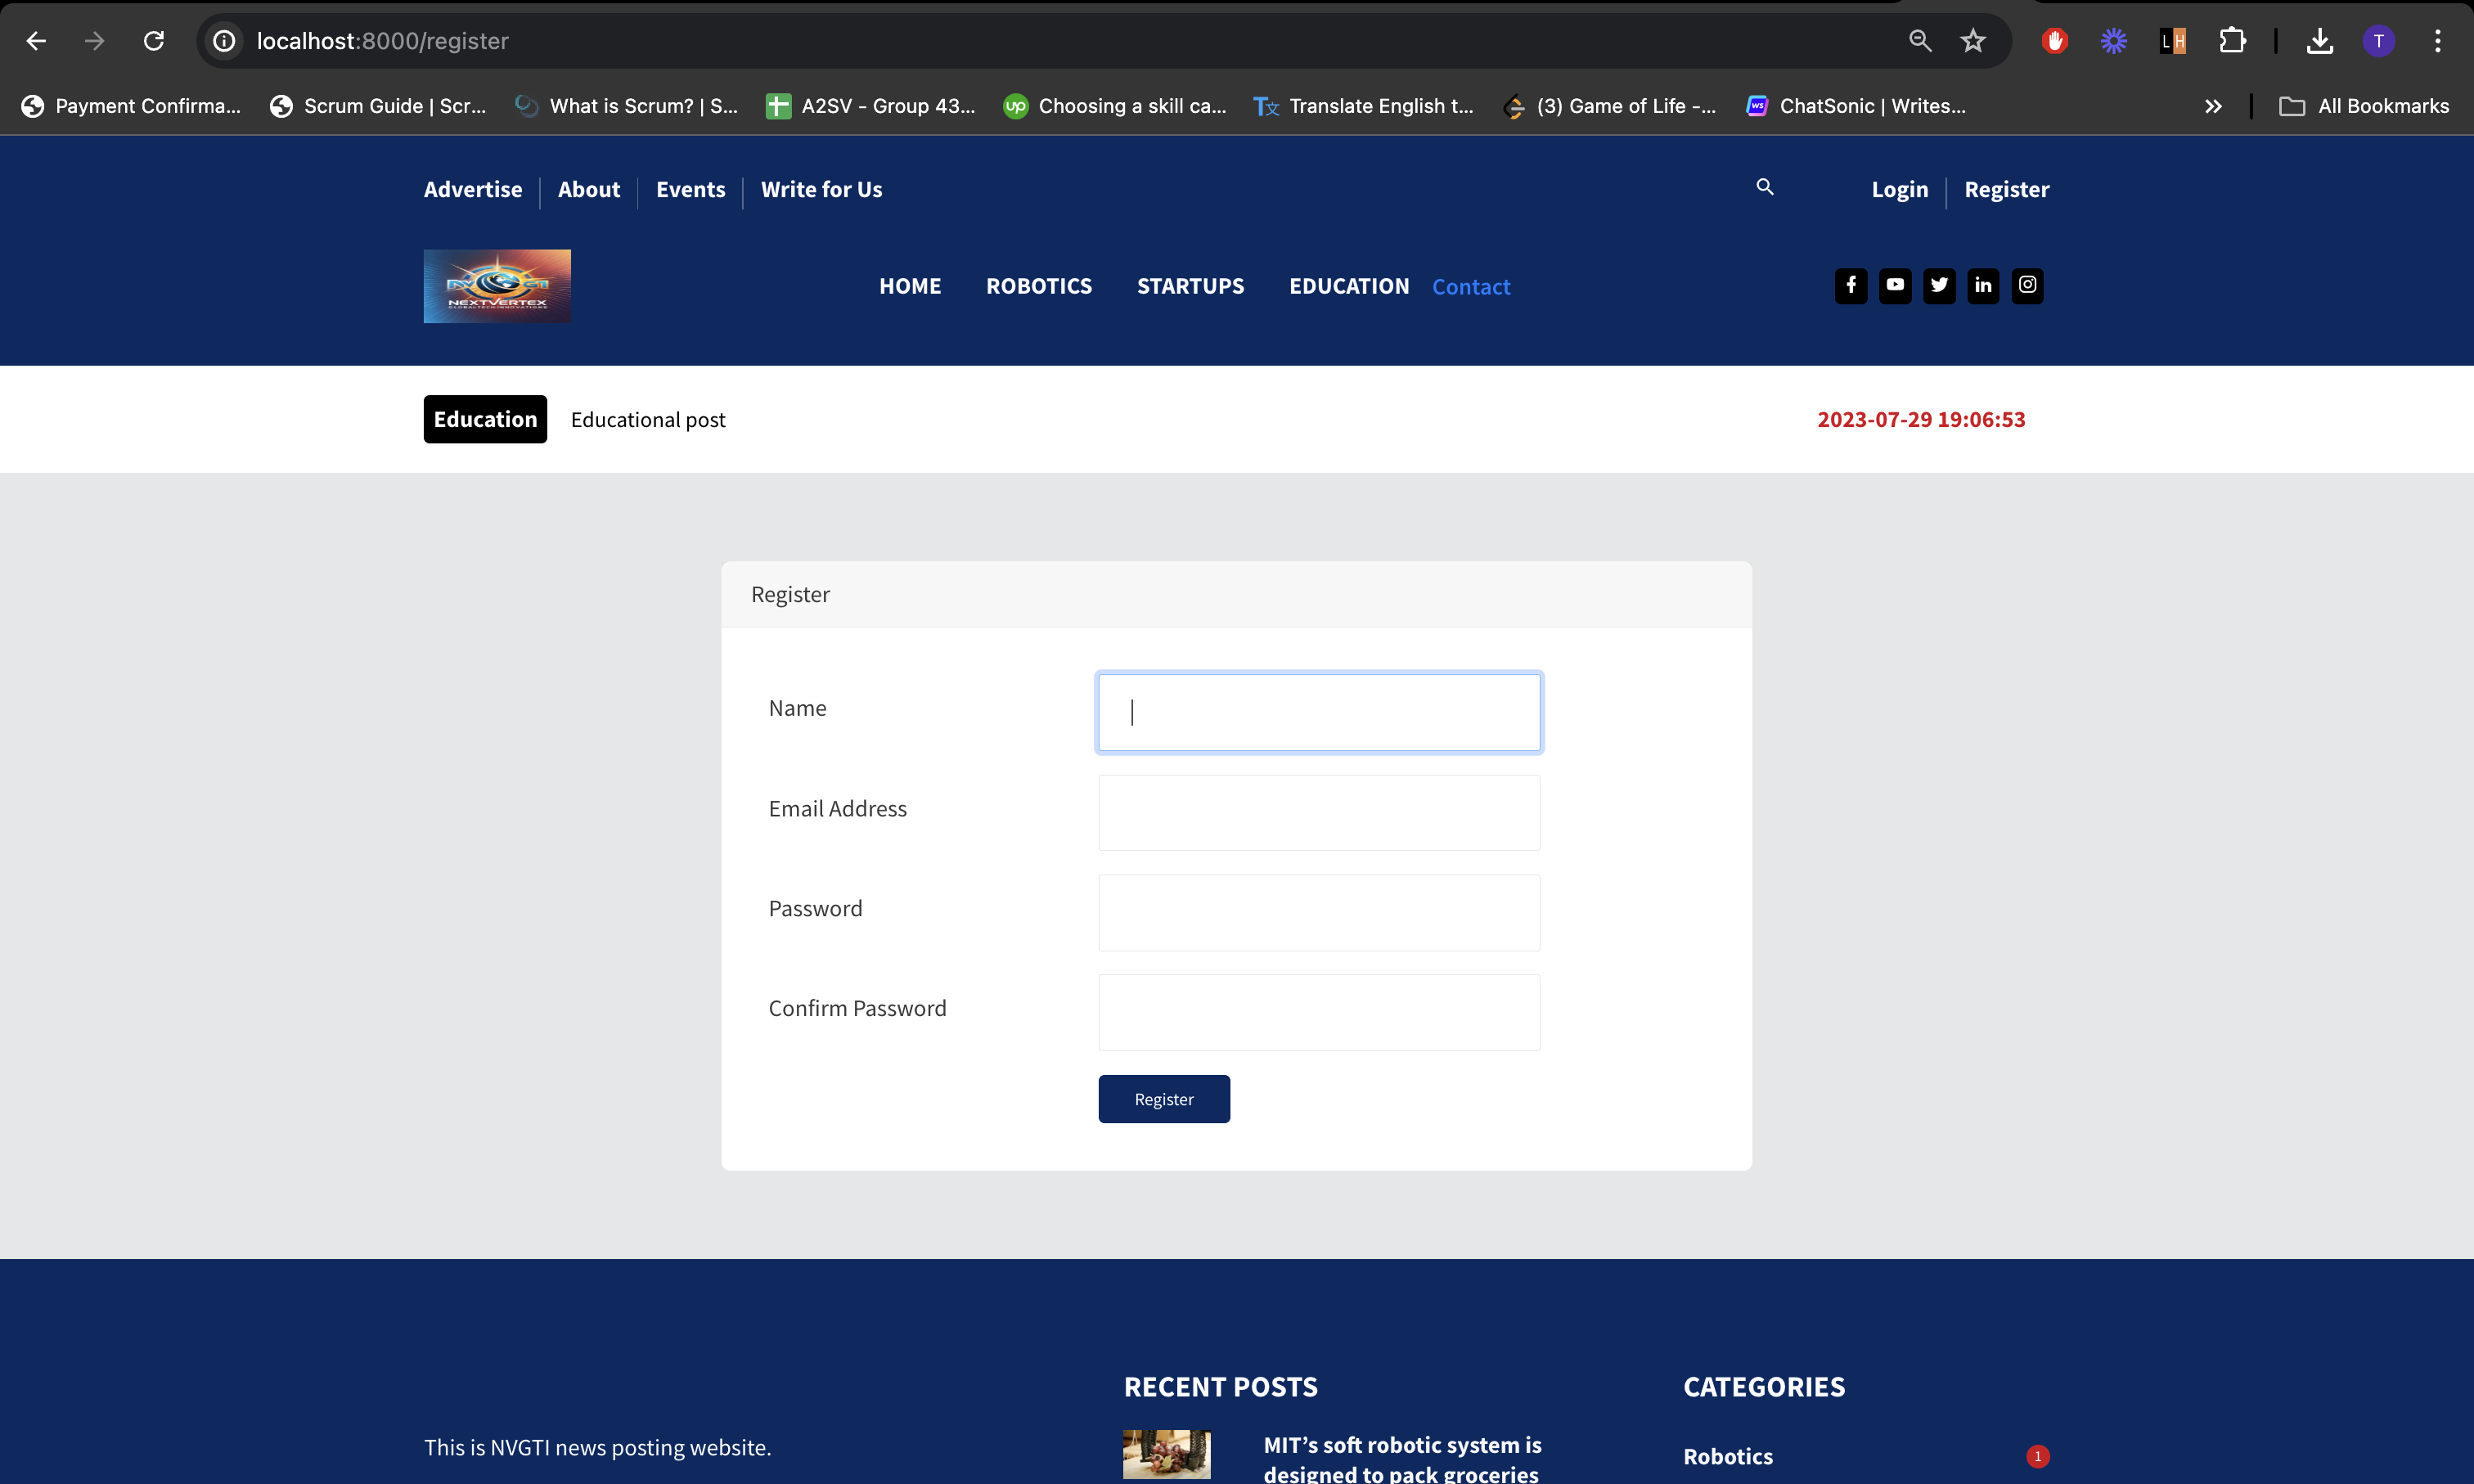 localhost:8000/register
T
Payment Confirma...
Scrum Guide | Scr...
What is Scrum? | S...
A2SV - Group 43...
Choosing a skill ca...
Translate English t...
(3) Game of Life -...
ChatSonic | Writes...
All Bookmarks
Advertise
About
Events
Write for Us
Login
Register
NEXTVERTEX
HOME
ROBOTICS
STARTUPS
EDUCATION
Contact
Education
Educational post
2023-07-29 19:06:53
Register
Name
Email Address
Password
Confirm Password
Register
This is NVGTI news posting website.
RECENT POSTS
MIT’s soft robotic system is
designed to pack groceries
CATEGORIES
Robotics
1